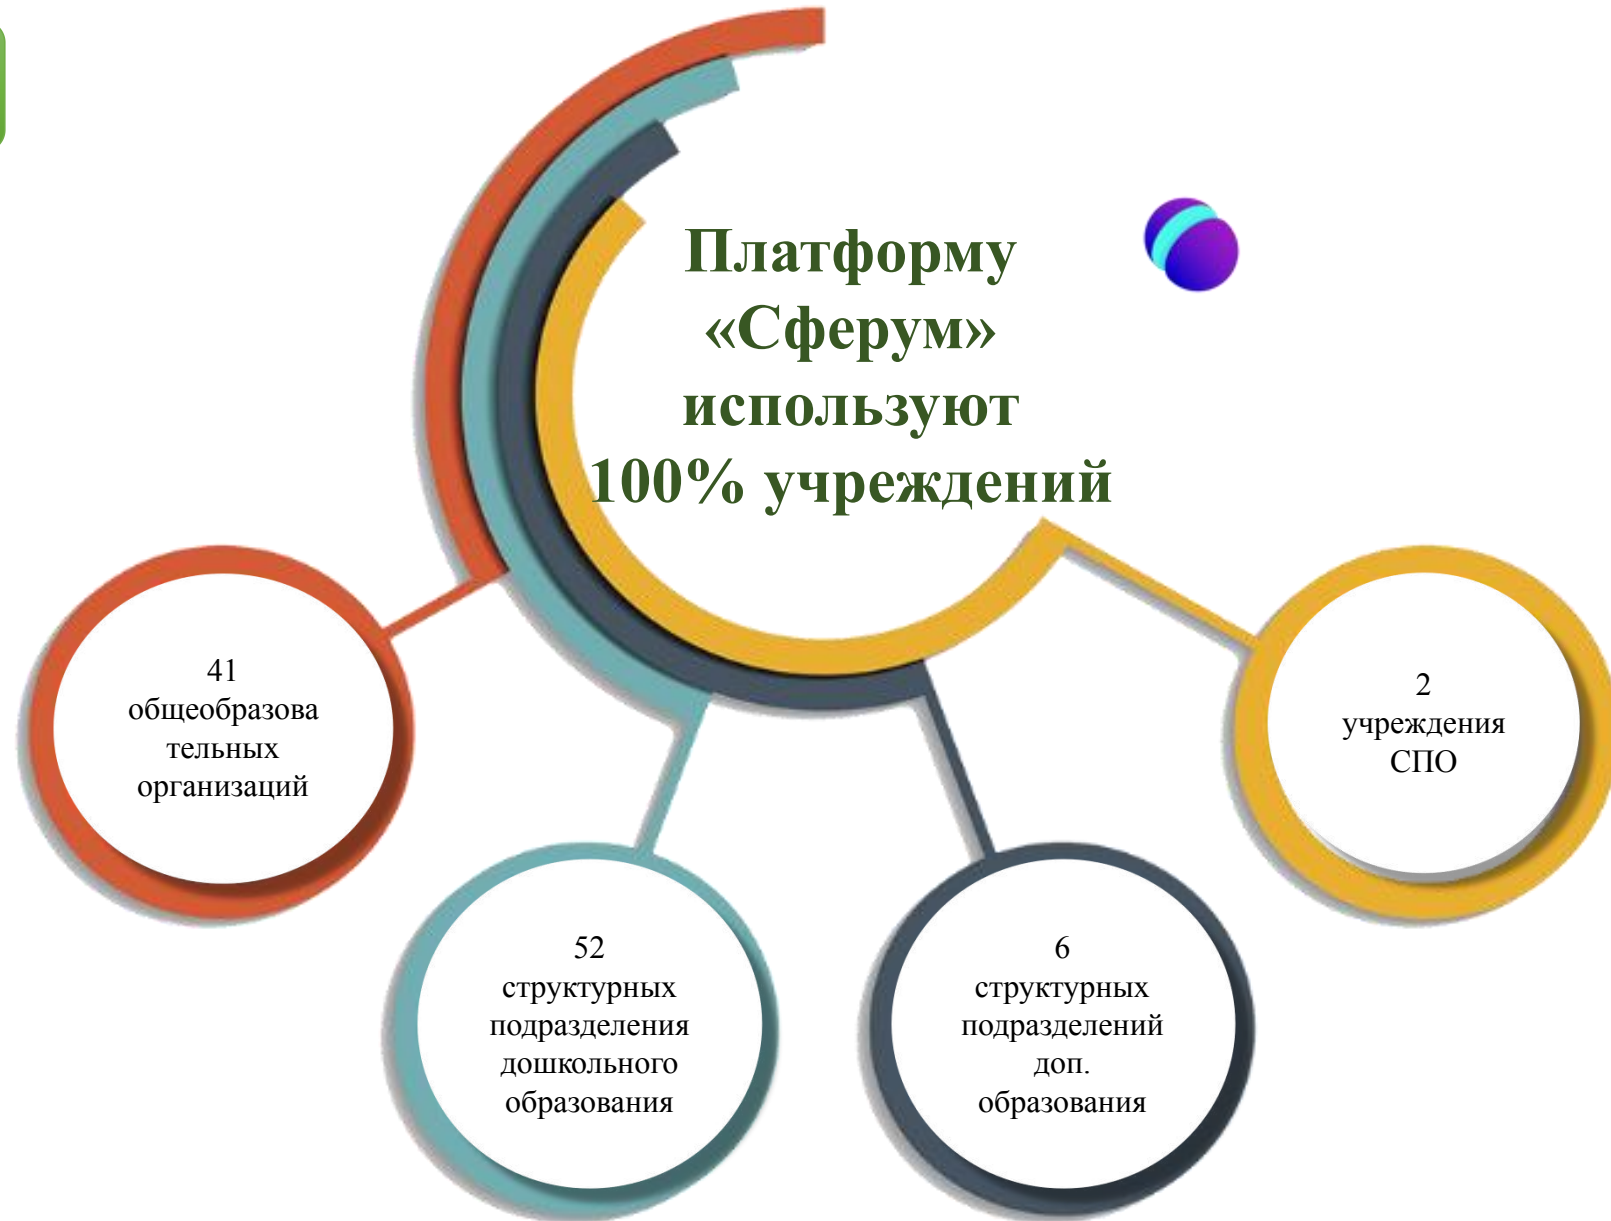 Платформу
«Сферум»
используют
100% учреждений
41
общеобразова
тельных
организаций
52
структурных
подразделения
дошкольного
образования
6
структурных
подразделений
доп.
образования
2
учреждения
СПО